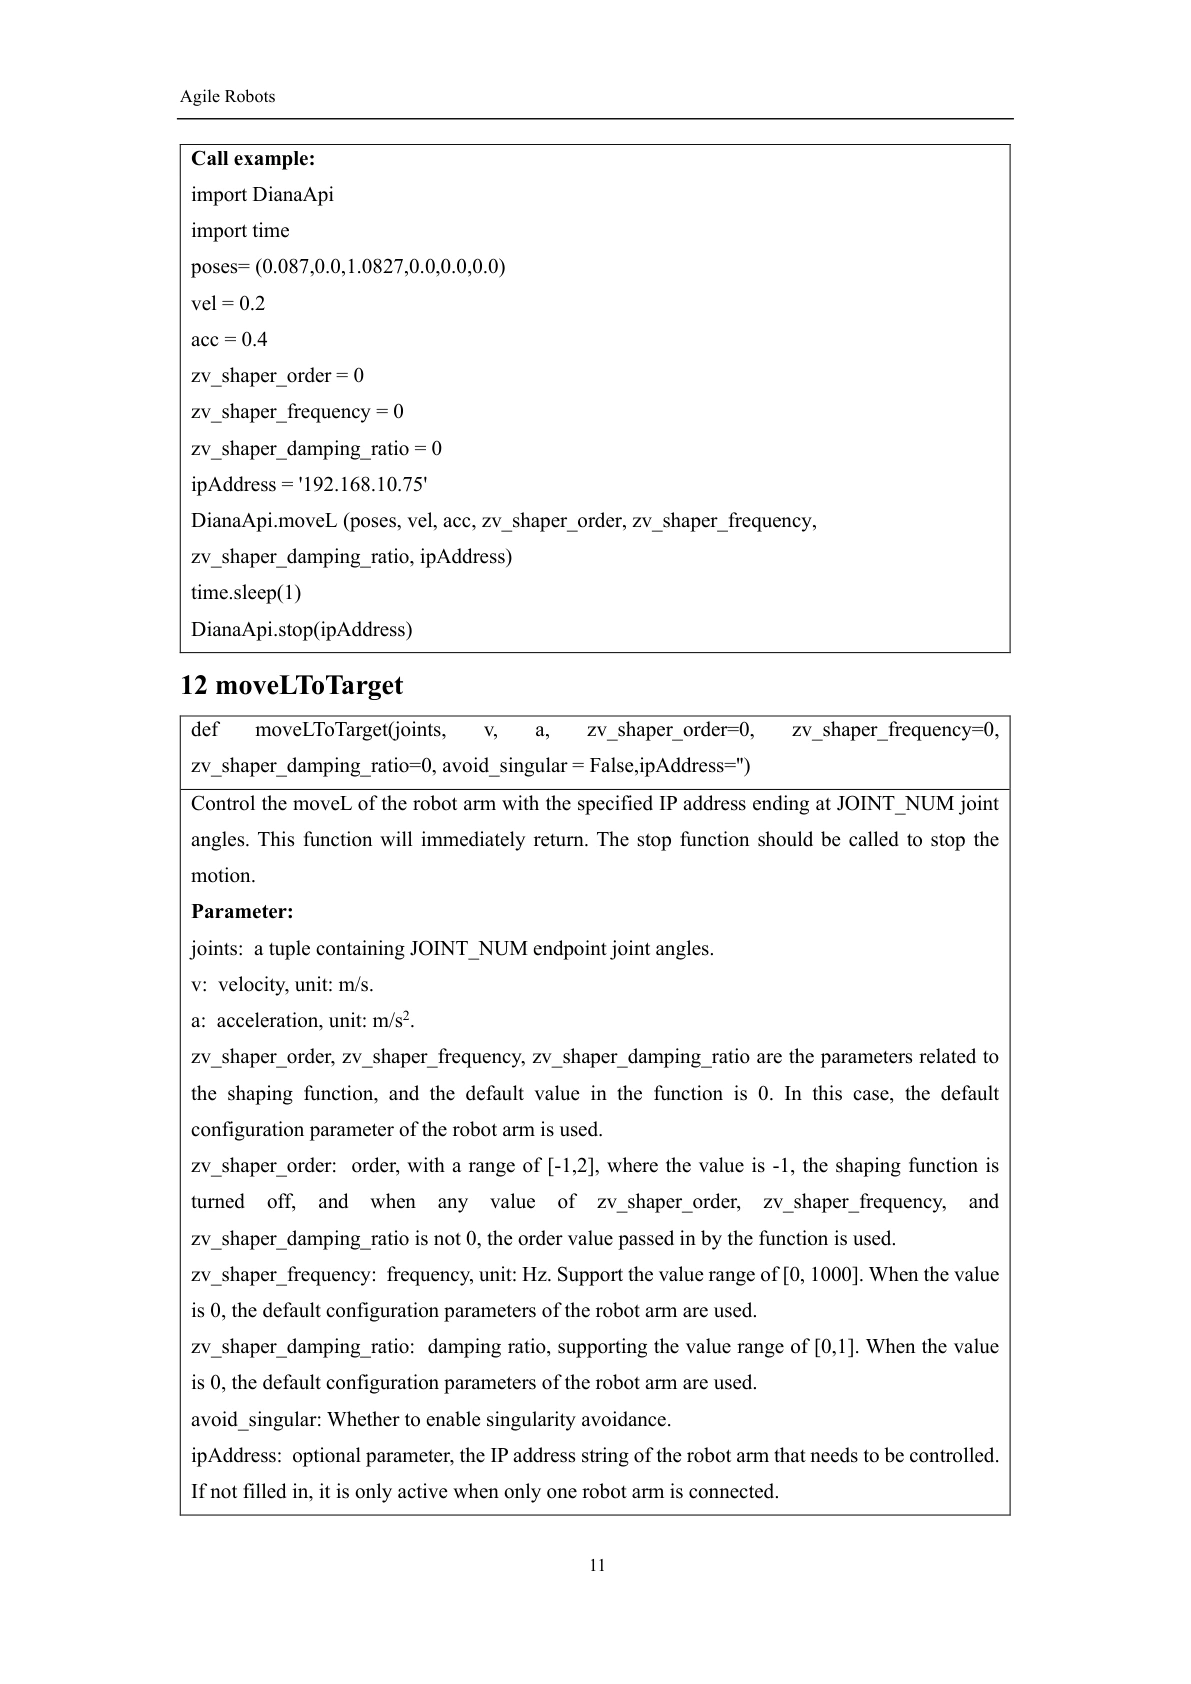 Agile Robots
Call example:
import DianaApi
import time
poses= (0.087,0.0,1.0827,0.0,0.0,0.0)
vel = 0.2
acc = 0.4
zv_shaper_order = 0
zv_shaper_frequency = 0
zv_shaper_damping_ratio = 0
ipAddress = '192.168.10.75'
DianaApi.moveL (poses, vel, acc, zv_shaper_order, zv_shaper_frequency,
zv_shaper_damping_ratio, ipAddress)
time.sleep(1)
DianaApi.stop(ipAddress)
12 moveLToTarget
def moveLToTarget(joints, v, a, zv_shaper_order=0, zv_shaper_frequency=0,
zv_shaper_damping_ratio=0, avoid_singular = False,ipAddress='')
Control the moveL of the robot arm with the specified IP address ending at JOINT_NUM joint
angles. This function will immediately return. The stop function should be called to stop the
motion.
Parameter:
joints: a tuple containing JOINT_NUM endpoint joint angles.
v: velocity, unit: m/s.
a: acceleration, unit: m/s².
zv_shaper_order, zv_shaper_frequency, zv_shaper_damping_ratio are the parameters related to
the shaping function, and the default value in the function is 0. In this case, the default
configuration parameter of the robot arm is used.
zv_shaper_order: order, with a range of [-1,2], where the value is -1, the shaping function is
turned off, and when any value of zv_shaper_order, zv_shaper_frequency, and
zv_shaper_damping_ratio is not 0, the order value passed in by the function is used.
zv_shaper_frequency: frequency, unit: Hz. Support the value range of [0, 1000]. When the value
is 0, the default configuration parameters of the robot arm are used.
zv_shaper_damping_ratio: damping ratio, supporting the value range of [0,1]. When the value
is 0, the default configuration parameters of the robot arm are used.
avoid_singular: Whether to enable singularity avoidance.
ipAddress: optional parameter, the IP address string of the robot arm that needs to be controlled.
If not filled in, it is only active when only one robot arm is connected.
11